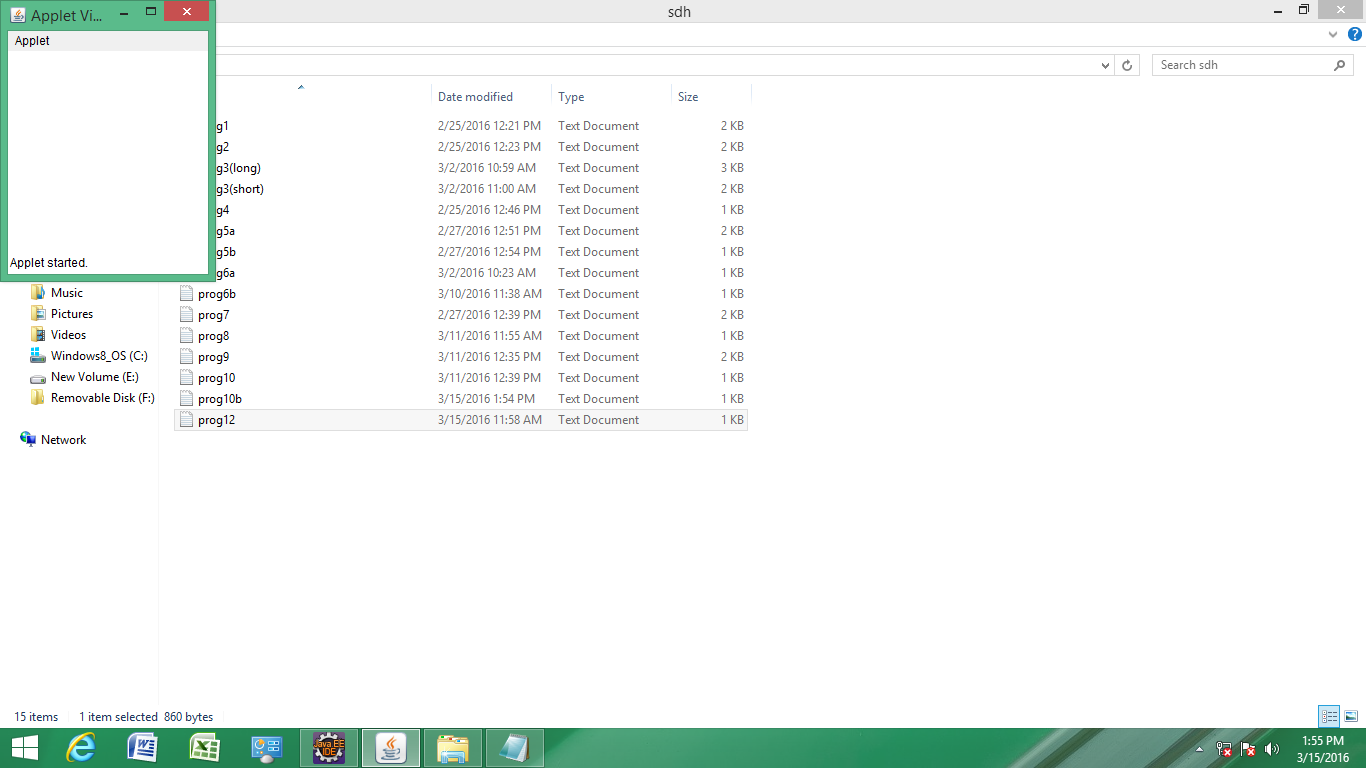 Applet Vi...
Applet
Applet started.
sdh
Search sdh
Date modified Type Size
g1 2/25/2016 12:21 PM Text Document 2 KB
g2 2/25/2016 12:23 PM Text Document 2 KB
g3(long) 3/2/2016 10:59 AM Text Document 3 KB
g3(short) 3/2/2016 11:00 AM Text Document 2 KB
g4 2/25/2016 12:46 PM Text Document 1 KB
g5a 2/27/2016 12:51 PM Text Document 2 KB
g5b 2/27/2016 12:54 PM Text Document 1 KB
g6a 3/2/2016 10:23 AM Text Document 1 KB
prog6b 3/10/2016 11:38 AM Text Document 1 KB
prog7 2/27/2016 12:39 PM Text Document 2 KB
prog8 3/11/2016 11:55 AM Text Document 1 KB
prog9 3/11/2016 12:35 PM Text Document 2 KB
prog10 3/11/2016 12:39 PM Text Document 1 KB
prog10b 3/15/2016 1:54 PM Text Document 1 KB
prog12 3/15/2016 11:58 AM Text Document 1 KB
Music
Pictures
Videos
Windows8_OS (C:)
New Volume (E:)
Removable Disk (F:)
Network
15 items 1 item selected 860 bytes
Java EE
IDE
1:55 PM
3/15/2016